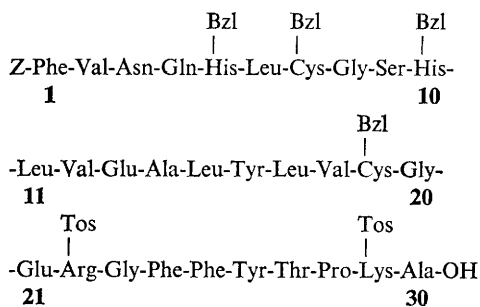 Bzl Bzl Bzl
Z-Phe-Val-Asn-Gln-His-Leu-Cys-Gly-Ser-His-
1 10
Bzl
-Leu-Val-Glu-Ala-Leu-Tyr-Leu-Val-Cys-Gly-
11 20
Tos Tos
-Glu-Arg-Gly-Phe-Phe-Tyr-Thr-Pro-Lys-Ala-OH
21 30